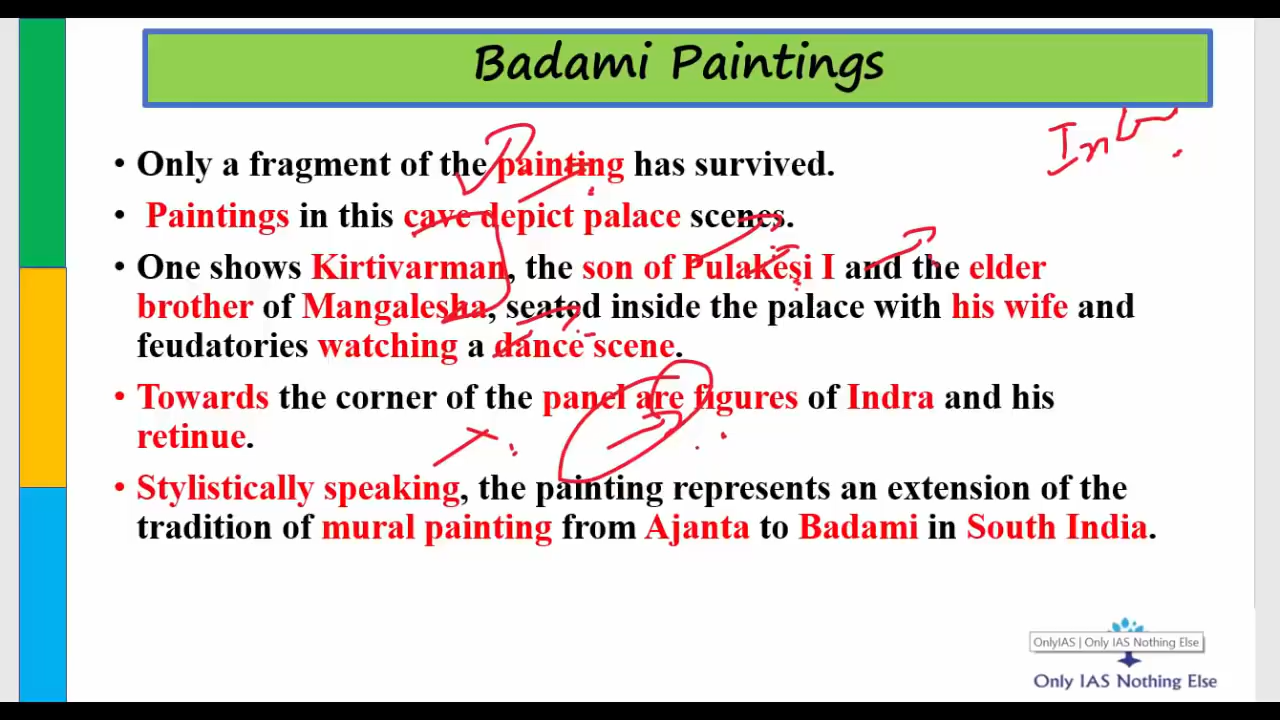 Badami Paintings
• Only a fragment of the painting has survived.
• Paintings in this cave depict palace scenes.
• One shows Kirtivarman, the son of Pulakesi I and the elder
brother of Mangalesha, seated inside the palace with his wife and
feudatories watching a dance scene.
• Towards the corner of the panel are figures of Indra and his
retinue.
• Stylistically speaking, the painting represents an extension of the
tradition of mural painting from Ajanta to Badami in South India.
OnlyIAS | Only IAS Nothing Else
Only IAS Nothing Else